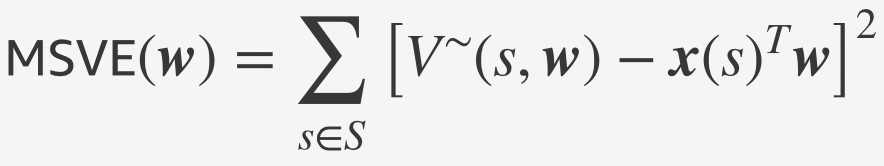 MSVE(w) = ∑ s∈S [V~(s, w) − x(s)ᵀw]²